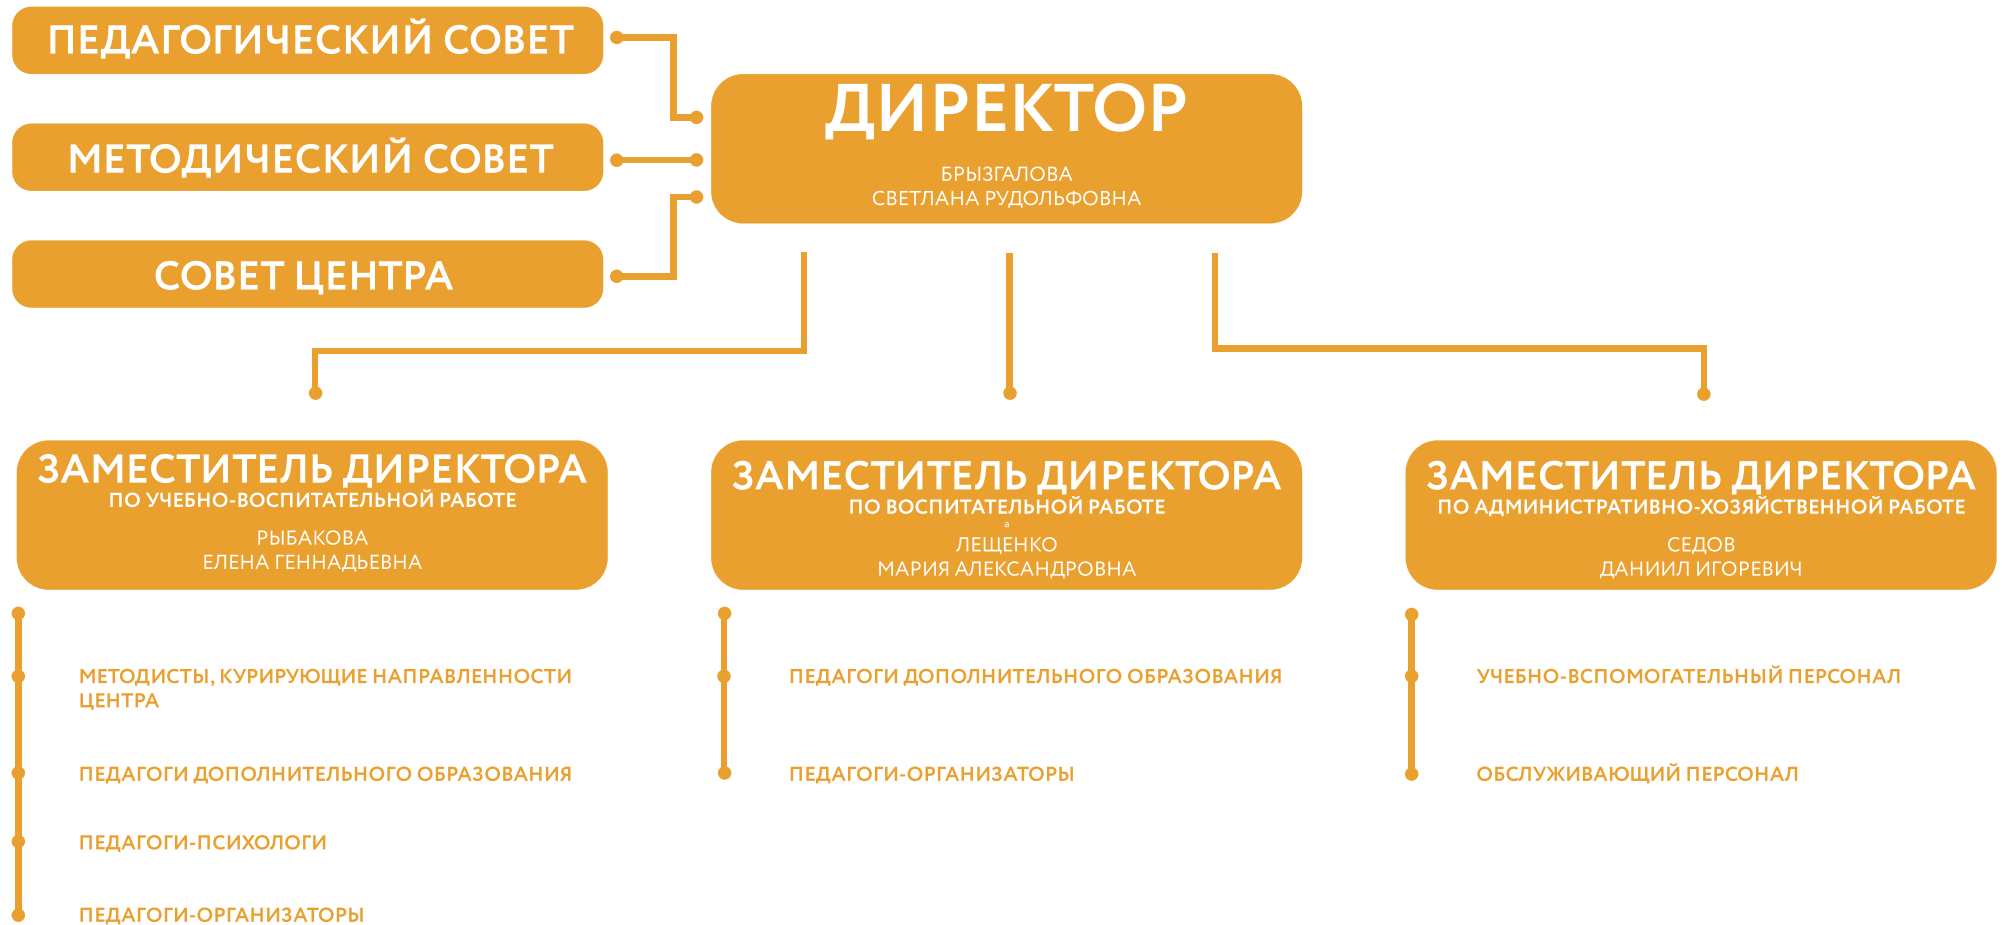 ПЕДАГОГИЧЕСКИЙ СОВЕТ
МЕТОДИЧЕСКИЙ СОВЕТ
СОВЕТ ЦЕНТРА
ДИРЕКТОР
БРЫЗГАЛОВА
СВЕТЛАНА РУДОЛЬФОВНА
ЗАМЕСТИТЕЛЬ ДИРЕКТОРА
ПО УЧЕБНО-ВОСПИТАТЕЛЬНОЙ РАБОТЕ
РЫБАКОВА
ЕЛЕНА ГЕННАДЬЕВНА
МЕТОДИСТЫ, КУРИРУЮЩИЕ НАПРАВЛЕННОСТИ
ЦЕНТРА
ПЕДАГОГИ ДОПОЛНИТЕЛЬНОГО ОБРАЗОВАНИЯ
ПЕДАГОГИ-ПСИХОЛОГИ
ПЕДАГОГИ-ОРГАНИЗАТОРЫ
ЗАМЕСТИТЕЛЬ ДИРЕКТОРА
ПО ВОСПИТАТЕЛЬНОЙ РАБОТЕ
а
ЛЕЩЕНКО
МАРИЯ АЛЕКСАНДРОВНА
ПЕДАГОГИ ДОПОЛНИТЕЛЬНОГО ОБРАЗОВАНИЯ
ПЕДАГОГИ-ОРГАНИЗАТОРЫ
ЗАМЕСТИТЕЛЬ ДИРЕКТОРА
ПО АДМИНИСТРАТИВНО-ХОЗЯЙСТВЕННОЙ РАБОТЕ
СЕДОВ
ДАНИИЛ ИГОРЕВИЧ
УЧЕБНО-ВСПОМОГАТЕЛЬНЫЙ ПЕРСОНАЛ
ОБСЛУЖИВАЮЩИЙ ПЕРСОНАЛ